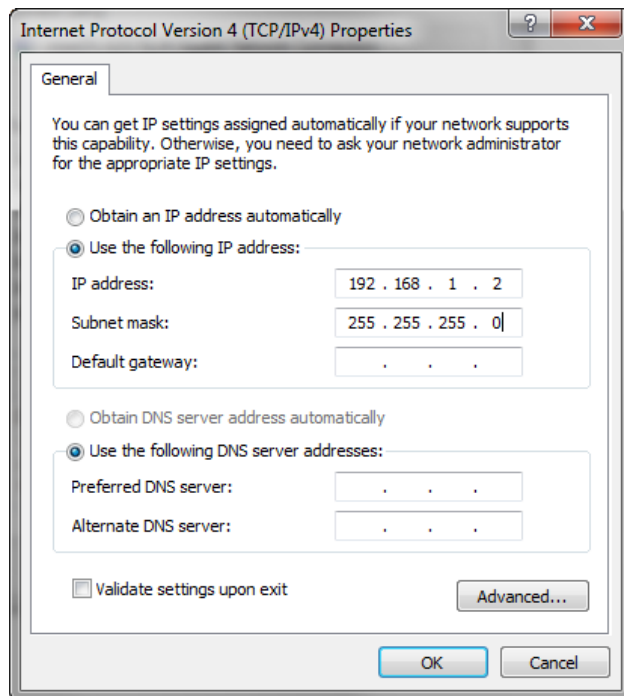 Internet Protocol Version 4 (TCP/IPv4) Properties
?
General
You can get IP settings assigned automatically if your network supports
this capability. Otherwise, you need to ask your network administrator
for the appropriate IP settings.
Obtain an IP address automatically
Use the following IP address:
IP address: 192 . 168 . 1 . 2
Subnet mask: 255 . 255 . 255 . 0
Default gateway: . . .
Obtain DNS server address automatically
Use the following DNS server addresses:
Preferred DNS server: . . .
Alternate DNS server: . . .
Validate settings upon exit
Advanced...
OK Cancel